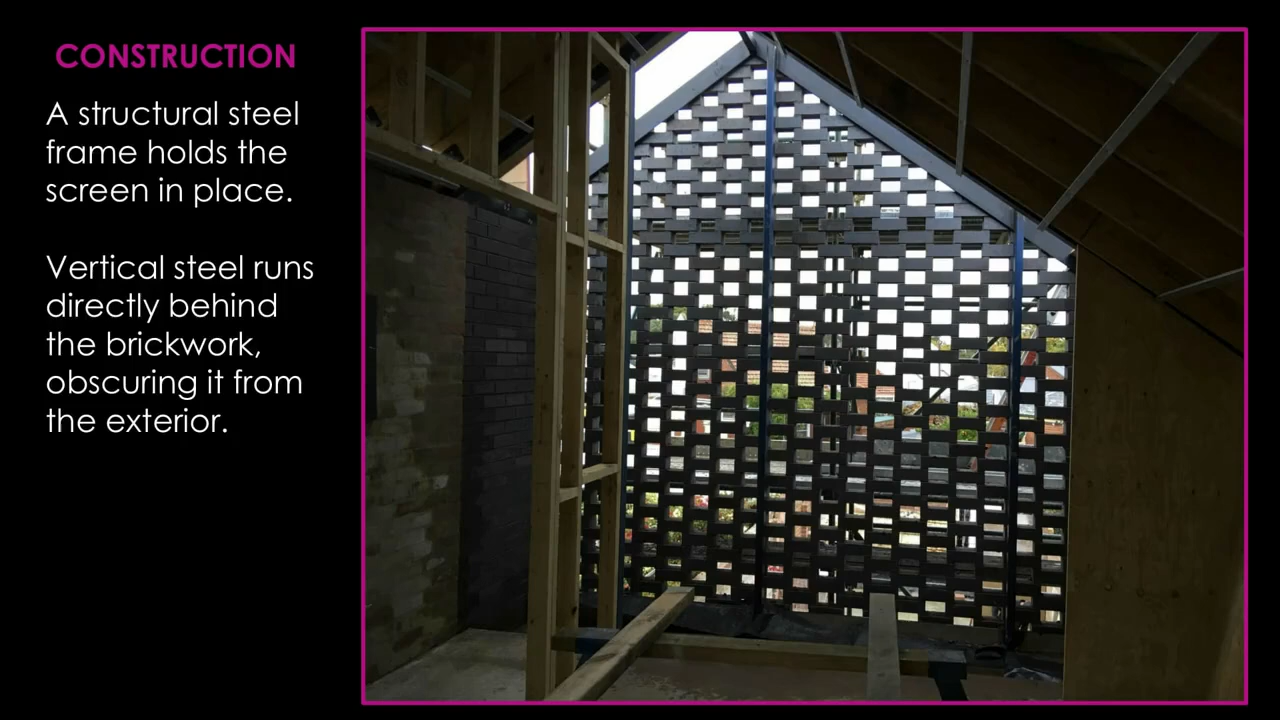 CONSTRUCTION
A structural steel
frame holds the
screen in place.
Vertical steel runs
directly behind
the brickwork,
obscuring it from
the exterior.